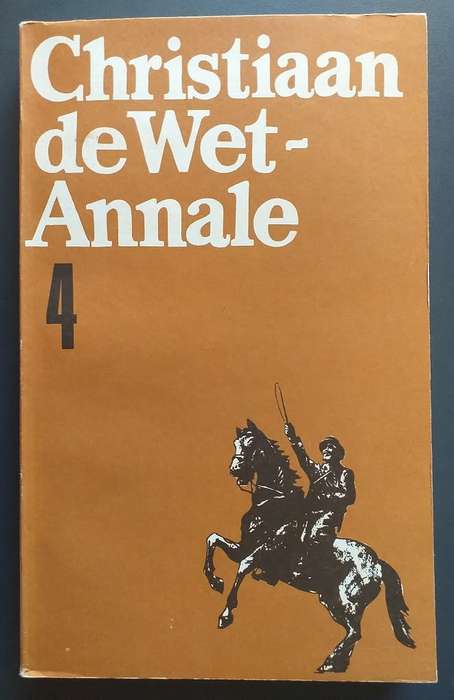 Christiaan
de Wet-
Annale
4